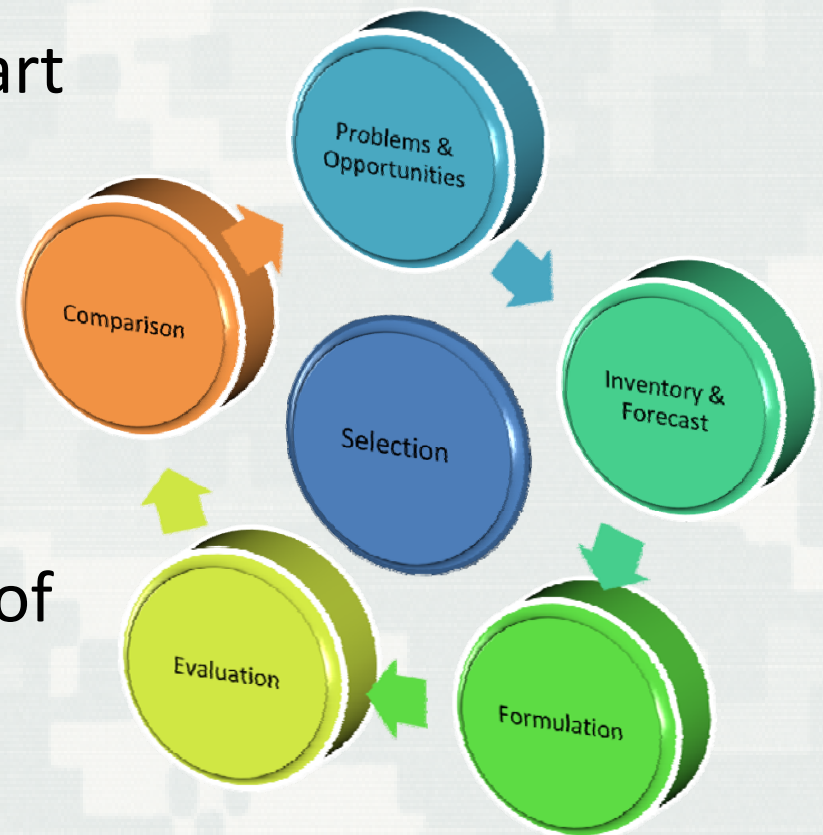 art
Problems &
Opportunities
Comparison
Inventory &
Forecast
Selection
of
Evaluation
Formulation